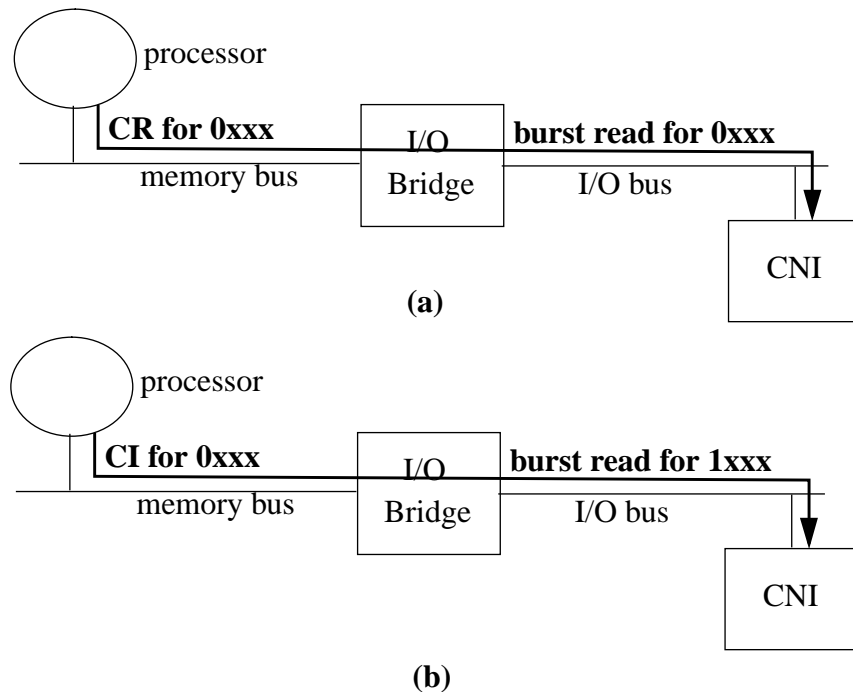 processor
CR for 0xxx
I/O
Bridge
burst read for 0xxx
memory bus
I/O bus
CNI
(a)
processor
CI for 0xxx
I/O
Bridge
burst read for 1xxx
memory bus
I/O bus
CNI
(b)